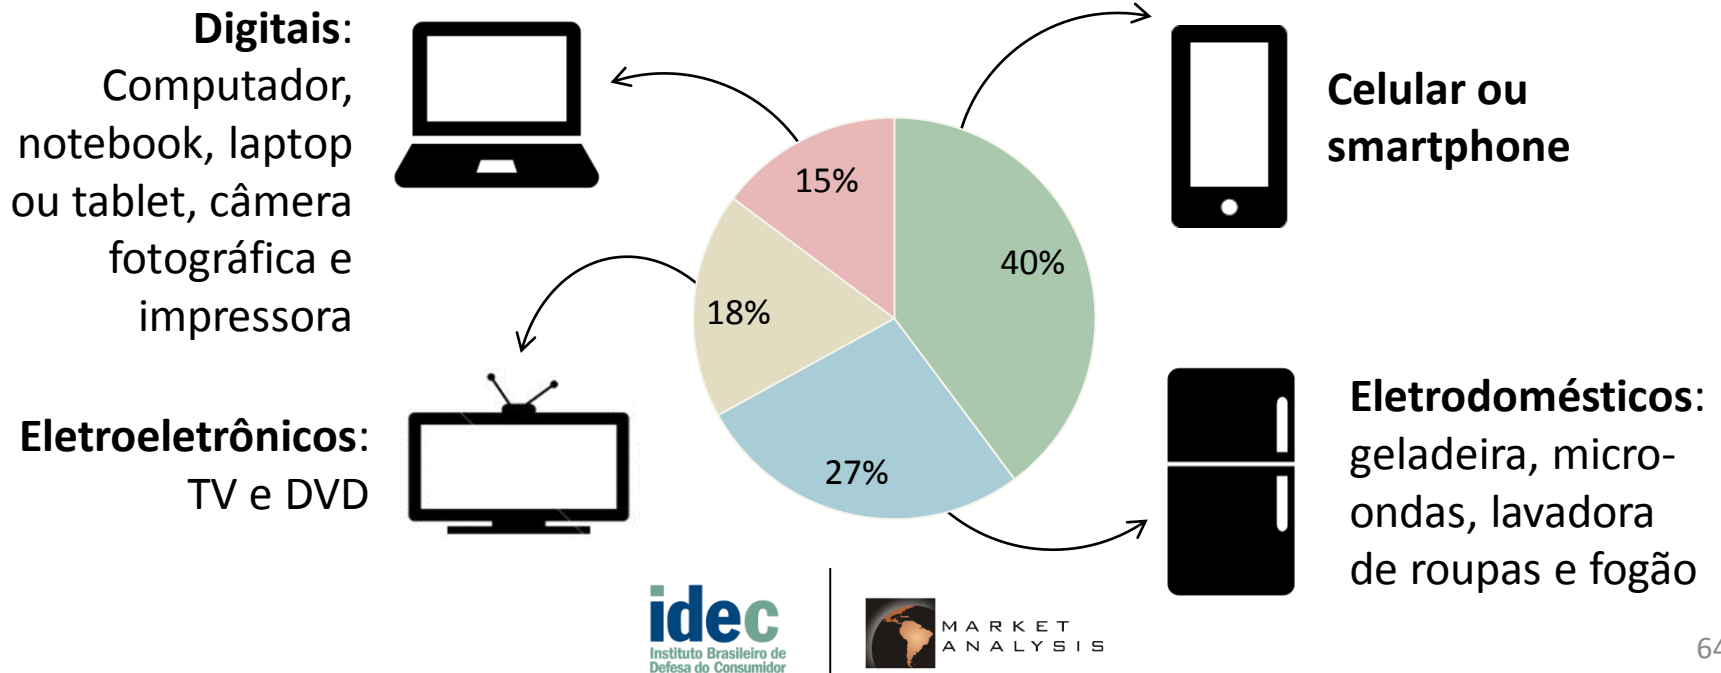 Digitais:
Computador,
notebook, laptop
ou tablet, câmera
fotográfica e
impressora
Celular ou
smartphone
15%
40%
18%
27%
Eletroeletrônicos:
TV e DVD
Eletrodomésticos:
geladeira, micro-
ondas, lavadora
de roupas e fogão
idec
Instituto Brasileiro de
Defesa do Consumidor
MARKET
ANALYSIS
64